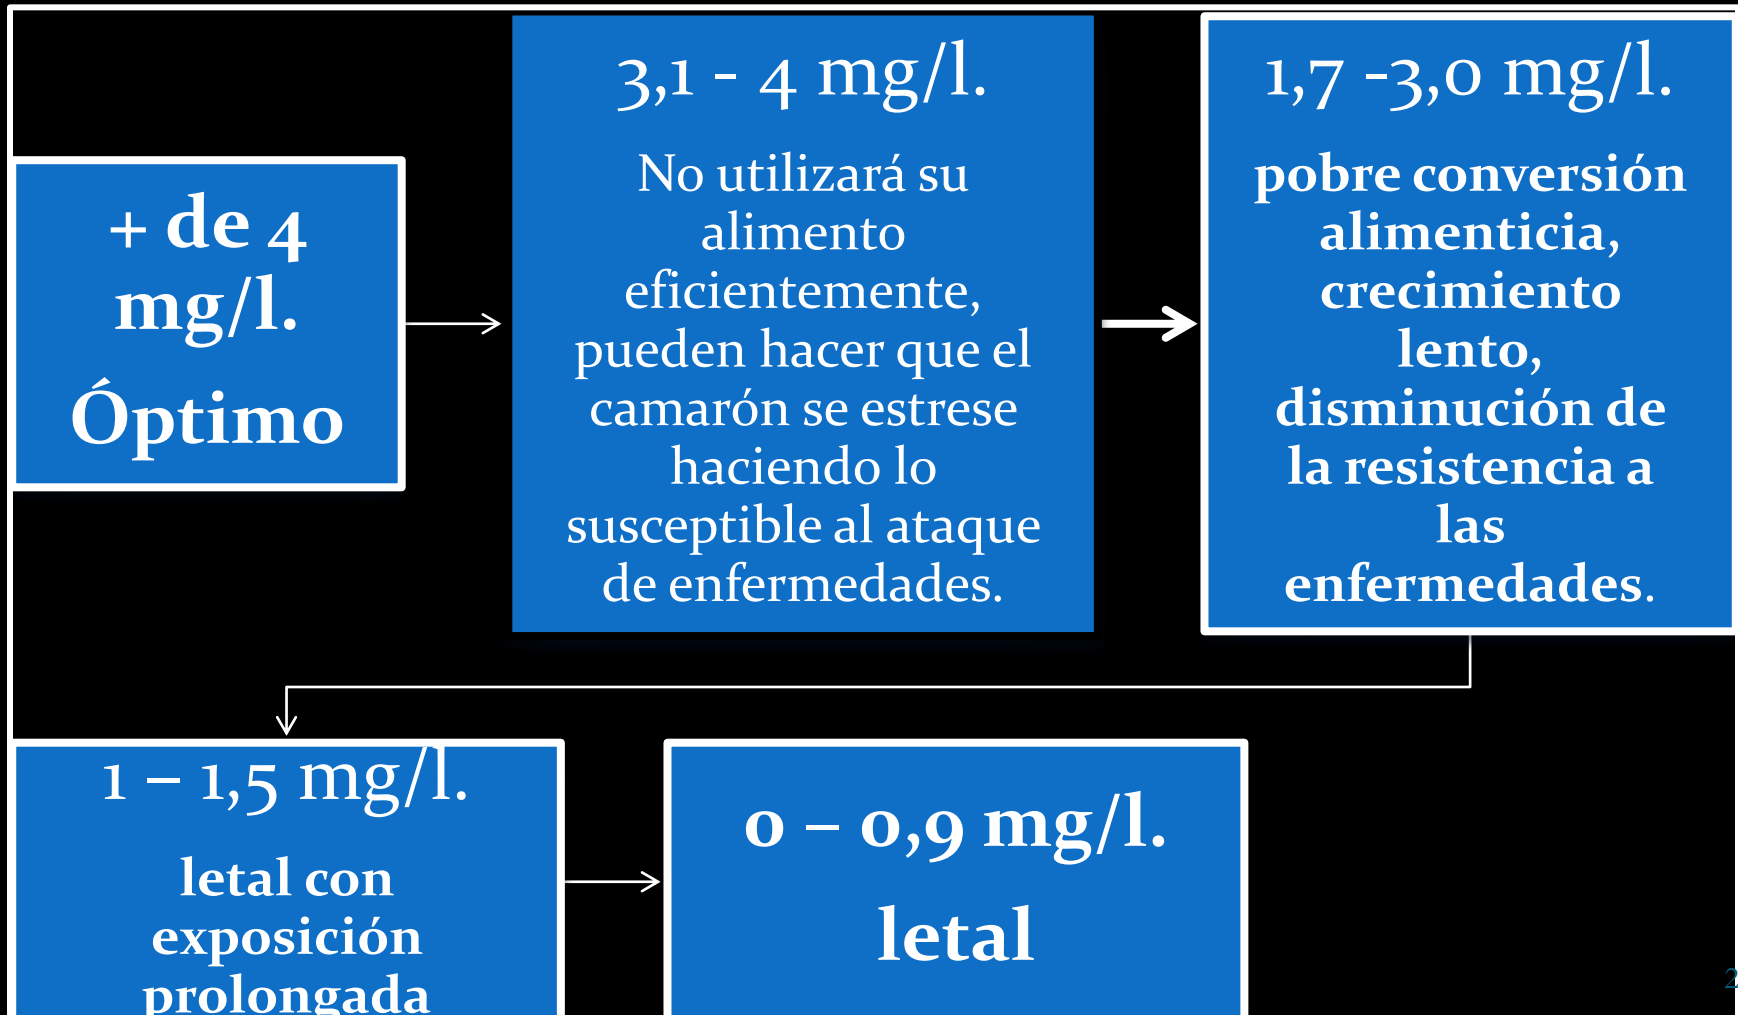 + de 4
mg/l.
Óptimo
3,1 - 4 mg/l.
No utilizará su
alimento
eficientemente,
pueden hacer que el
camarón se estrese
haciendo lo
susceptible al ataque
de enfermedades.
1,7 -3,0 mg/l.
pobre conversión
alimenticia,
crecimiento
lento,
disminución de
la resistencia a
las
enfermedades.
1 – 1,5 mg/l.
letal con
exposición
prolongada
0 – 0,9 mg/l.
letal